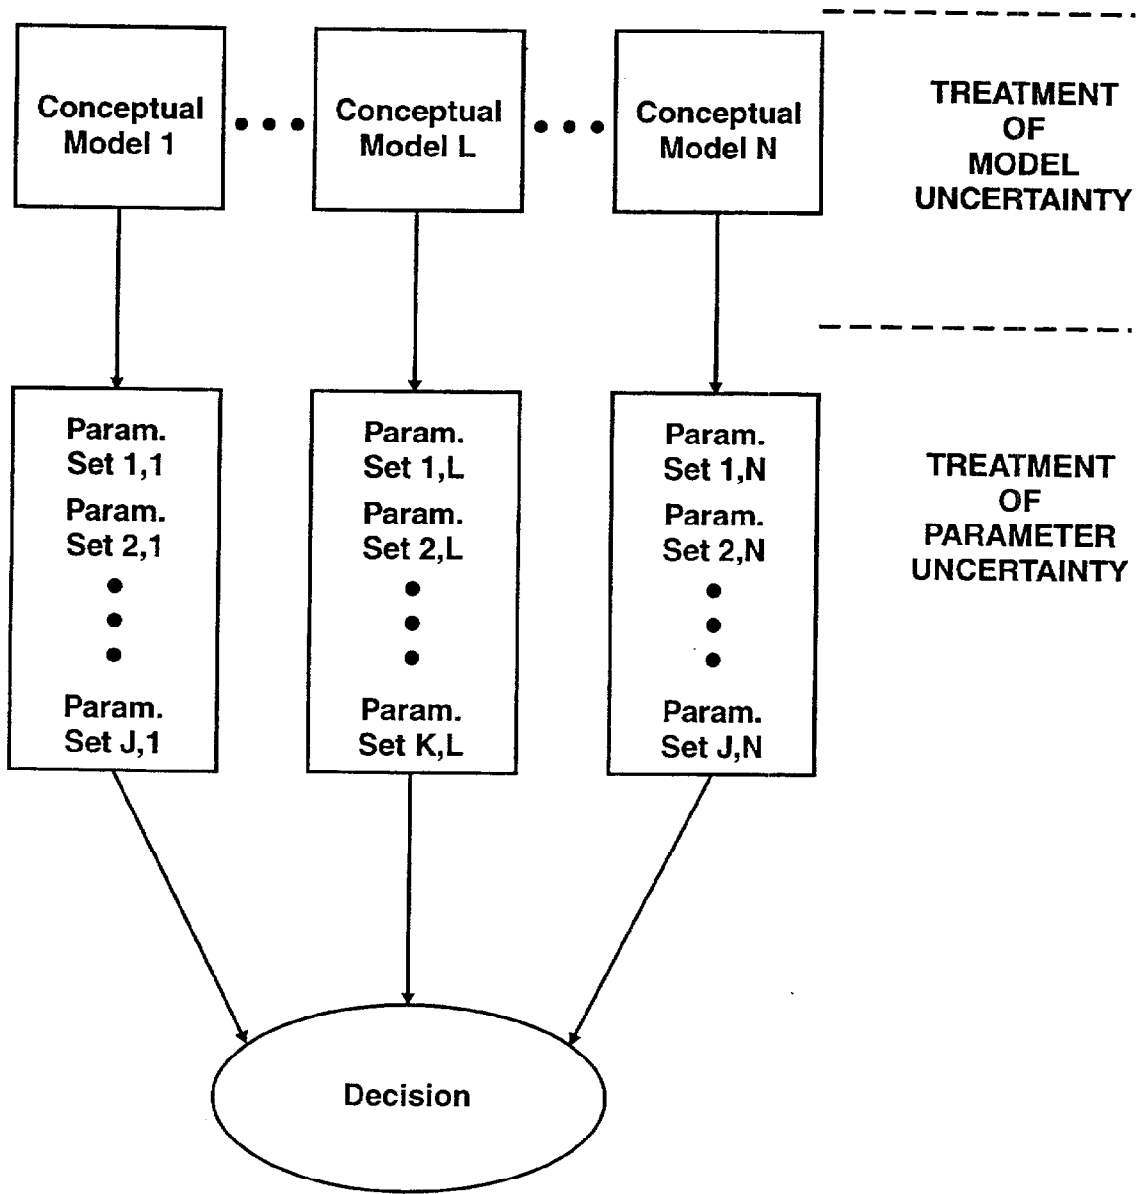 Conceptual
Model 1
Conceptual
Model L
Conceptual
Model N
TREATMENT
OF
MODEL
UNCERTAINTY
Param.
Set 1,1
Param.
Set 2,1
Param.
Set J,1
Param.
Set 1,L
Param.
Set 2,L
Param.
Set K,L
Param.
Set 1,N
Param.
Set 2,N
Param.
Set J,N
TREATMENT
OF
PARAMETER
UNCERTAINTY
Decision